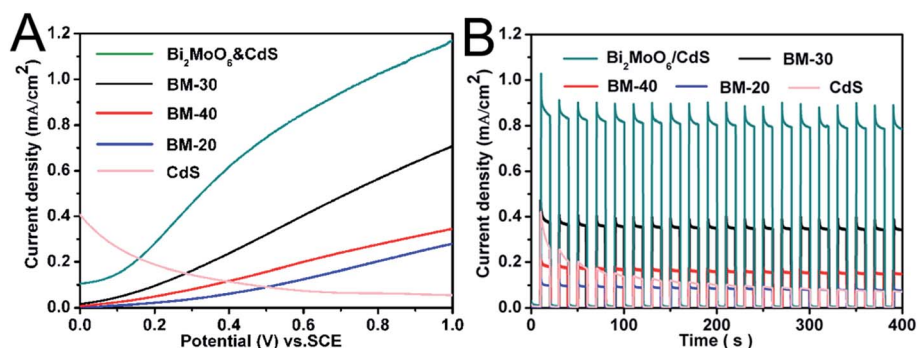 A
Current density (mA/cm²)
1.2
1.0
0.8
0.6
0.4
0.2
0.0
Bi₂MoO₆&CdS
BM-30
BM-40
BM-20
CdS
0.0 0.2 0.4 0.6 0.8 1.0
Potential (V) vs.SCE
B
Current density (mA/cm²)
1.2
1.0
0.8
0.6
0.4
0.2
0.0
Bi₂MoO₆/CdS BM-30
BM-40 BM-20 CdS
0 100 200 300 400
Time ( s )